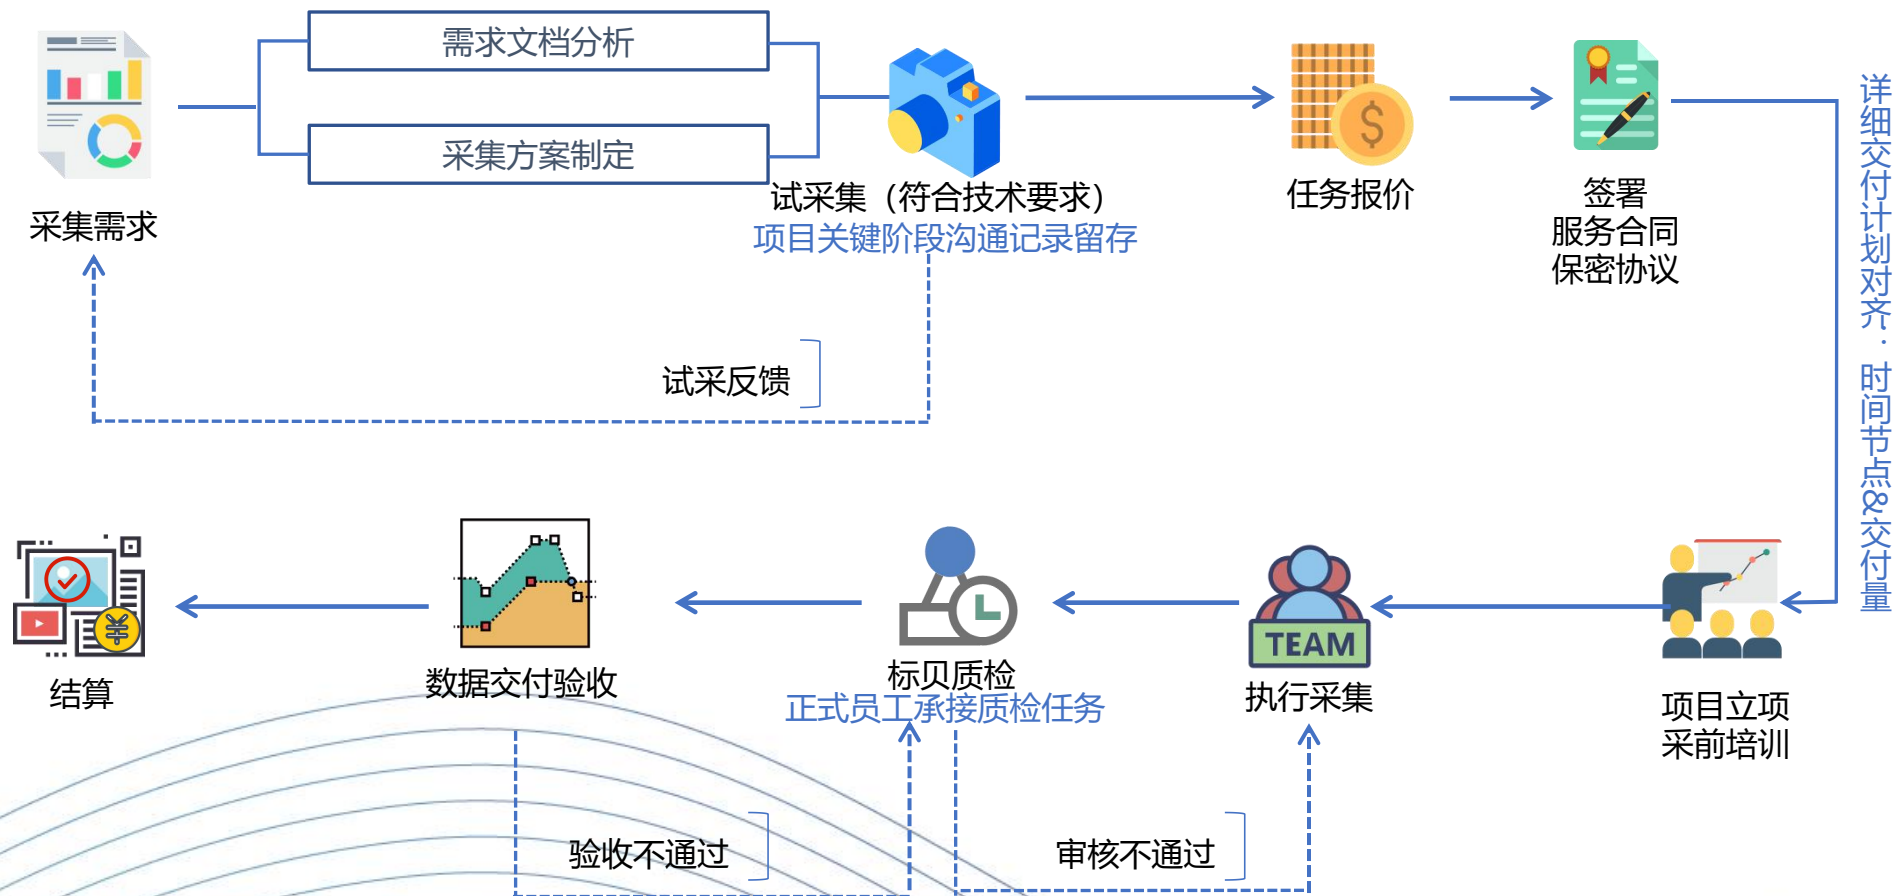 需求文档分析
采集方案制定
采集需求
试采集（符合技术要求）
项目关键阶段沟通记录留存
任务报价
签署
服务合同
保密协议
详细交付计划对齐：时间节点&交付量
试采反馈
结算
数据交付验收
标贝质检
正式员工承接质检任务
TEAM
执行采集
项目立项
采前培训
验收不通过
审核不通过